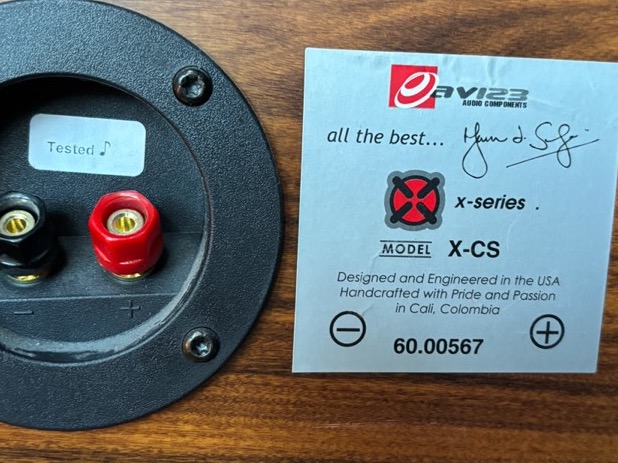 Tested ♪
− +
av123
AUDIO COMPONENTS
all the best...
x-series .
MODEL X-CS
Designed and Engineered in the USA
Handcrafted with Pride and Passion
in Cali, Colombia
− +
60.00567